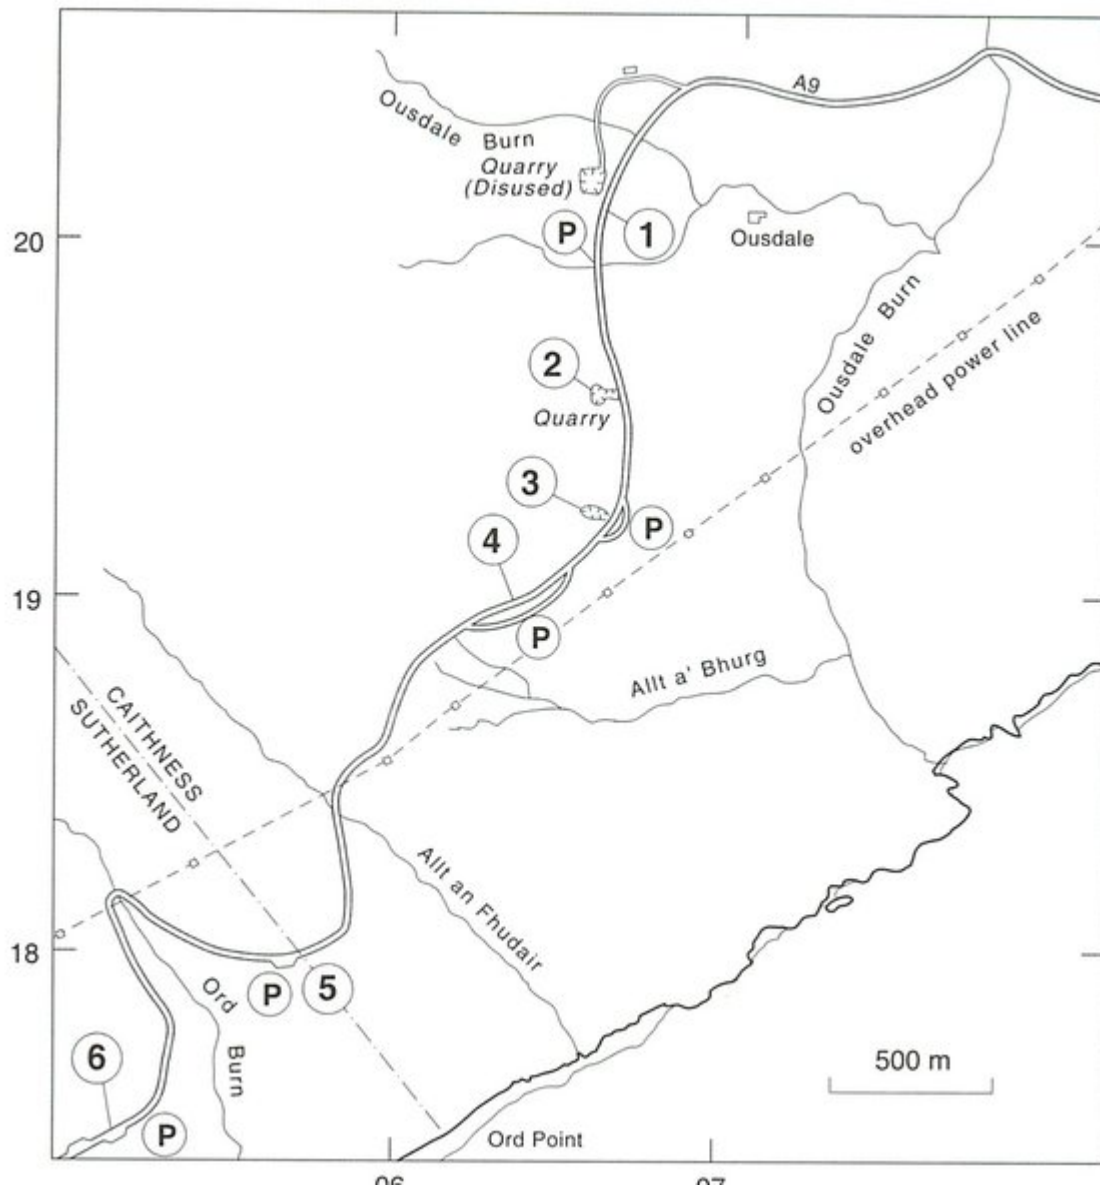 A9
Ousdale
Burn
Quarry
(Disused)
20
P
1
Ousdale
Ousdale Burn
overhead power line
2
Quarry
3
P
4
19
P
Allt a' Bhurg
CAITHNESS
SUTHERLAND
Allt an Fhudair
18
P
5
Ord
Burn
6
P
500 m
Ord Point
06
07